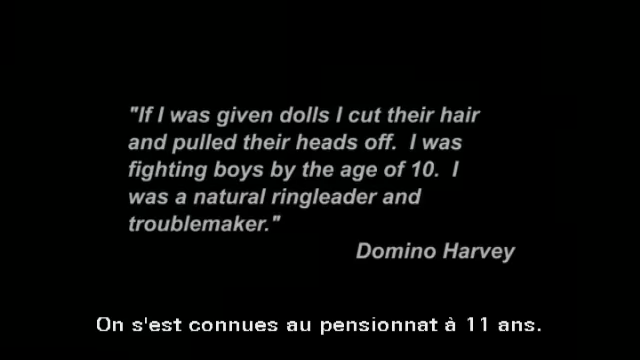 "If I was given dolls I cut their hair
and pulled their heads off.  I was
fighting boys by the age of 10.  I
was a natural ringleader and
troublemaker."
Domino Harvey
On s'est connues au pensionnat à 11 ans.